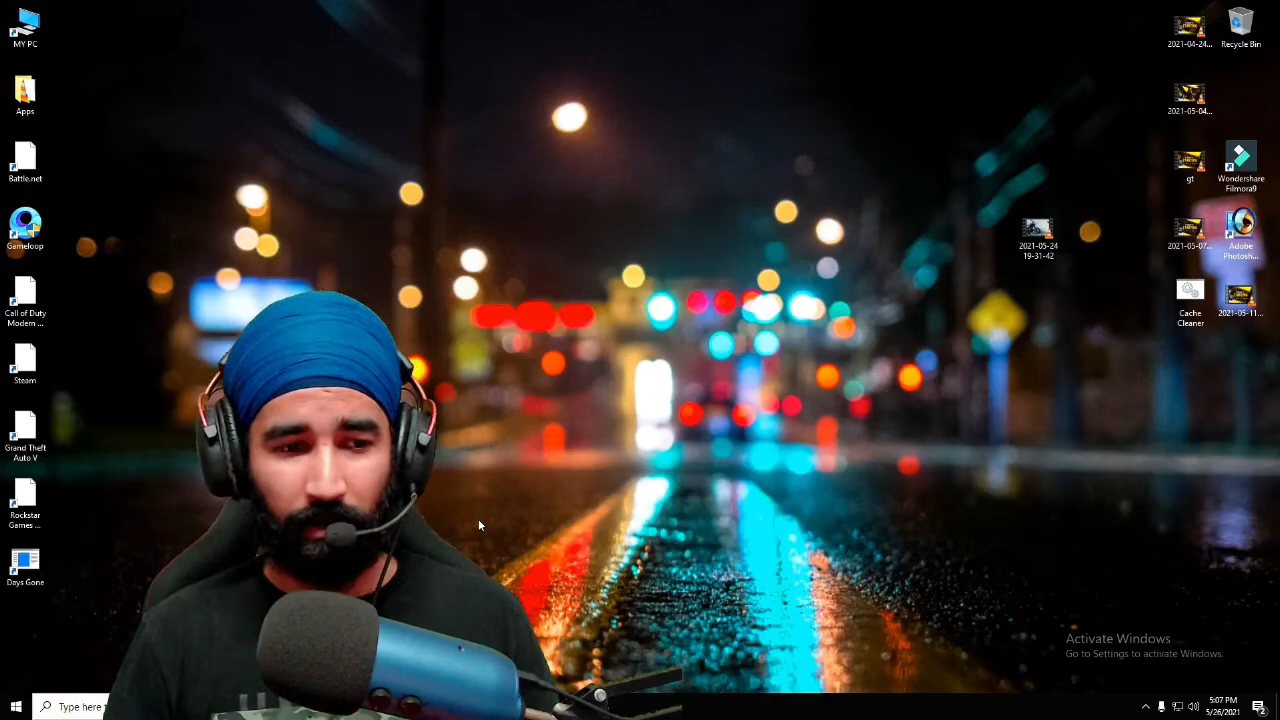 MY PC
Apps
Battle.net
Gameloop
Call of Duty
Modern ...
Steam
Grand Theft
Auto V
Rockstar
Games ...
Days Gone
2021-05-24
19-31-42
2021-04-24...
2021-05-04...
gt
2021-05-07...
Cache
Cleaner
Recycle Bin
Wondershare
Filmora9
Adobe
Photosh...
2021-05-11...
Activate Windows
Go to Settings to activate Windows.
Type here t
5:07 PM
5/26/2021
2